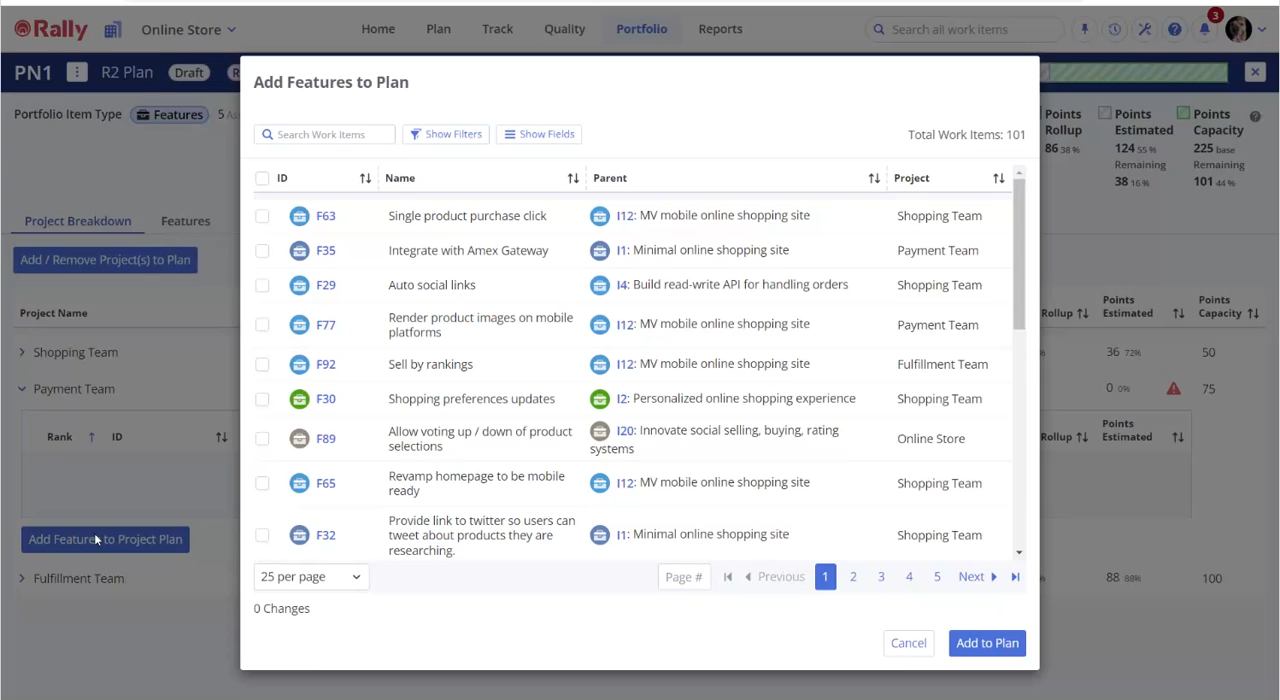 Rally Online Store Home Plan Track Quality Portfolio Reports Search all work items 3
PN1 R2 Plan Draft
Portfolio Item Type Features 5
Points Rollup
86 38%
Points Estimated
124 55%
Remaining
38 16%
Points Capacity
225 base
Remaining
101 44%
Project Breakdown Features
Add / Remove Project(s) to Plan
Project Name Rollup Points Estimated Points Capacity
Shopping Team 36 72% 50
Payment Team 0 0% 75
Rank ID Rollup Points Estimated
Add Features to Project Plan
Fulfillment Team 88 88% 100
Add Features to Plan
Search Work Items Show Filters Show Fields Total Work Items: 101
ID Name Parent Project
F63 Single product purchase click I12: MV mobile online shopping site Shopping Team
F35 Integrate with Amex Gateway I1: Minimal online shopping site Payment Team
F29 Auto social links I4: Build read-write API for handling orders Shopping Team
F77 Render product images on mobile platforms I12: MV mobile online shopping site Payment Team
F92 Sell by rankings I12: MV mobile online shopping site Fulfillment Team
F30 Shopping preferences updates I2: Personalized online shopping experience Shopping Team
F89 Allow voting up / down of product selections I20: Innovate social selling, buying, rating systems Online Store
F65 Revamp homepage to be mobile ready I12: MV mobile online shopping site Shopping Team
F32 Provide link to twitter so users can tweet about products they are researching. I1: Minimal online shopping site Shopping Team
25 per page Page # Previous 1 2 3 4 5 Next
0 Changes
Cancel Add to Plan